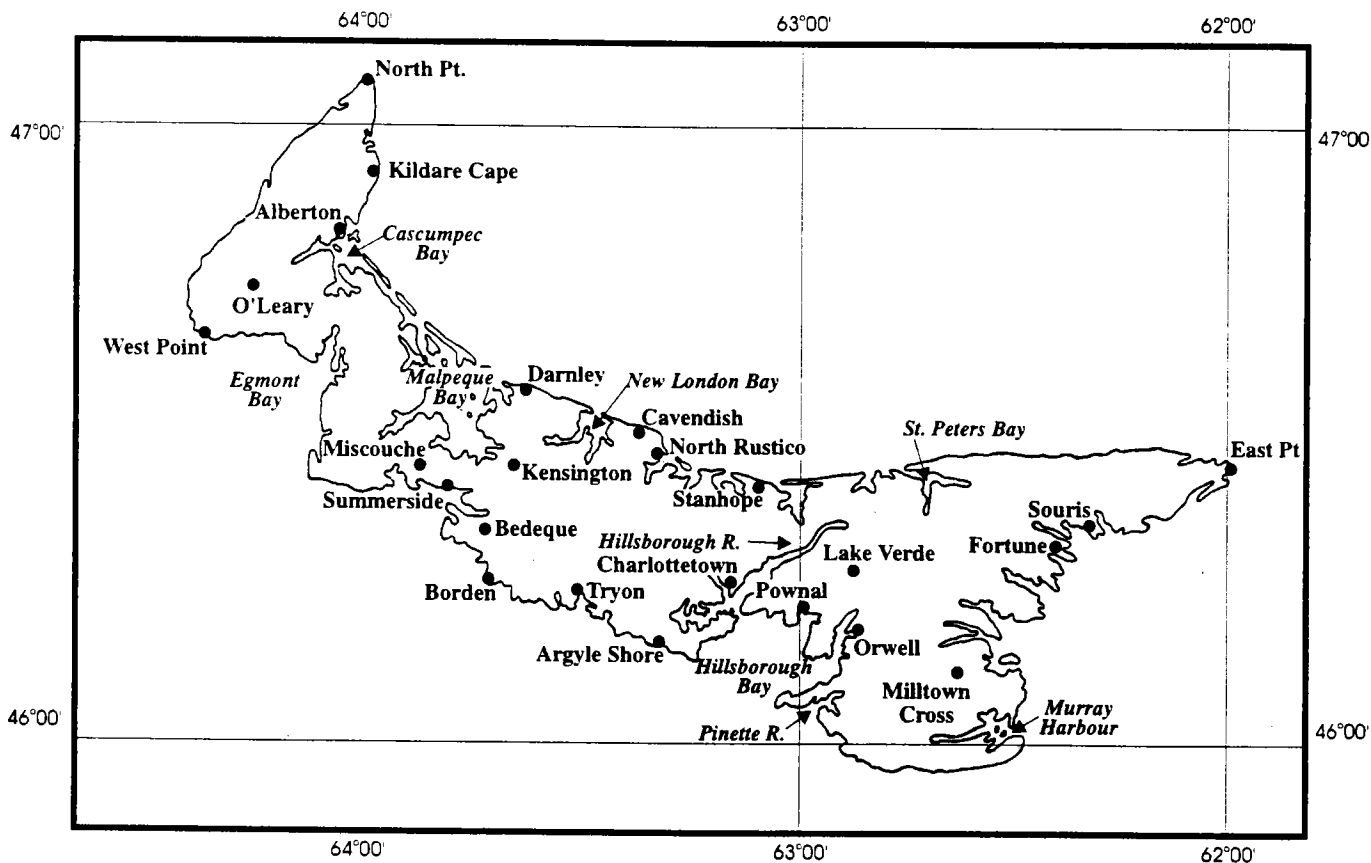 64°00'
63°00'
62°00'
North Pt.
47°00'
47°00'
Kildare Cape
Alberton
Cascumpec
Bay
O'Leary
West Point
Egmont
Bay
Malpeque
Bay
Darnley
New London Bay
Cavendish
North Rustico
St. Peters Bay
East Pt
Miscouche
Kensington
Summerside
Stanhope
Souris
Bedeque
Hillsborough R.
Charlottetown
Lake Verde
Fortune
Borden
Tryon
Pownal
Argyle Shore
Hillsborough
Bay
Orwell
Milltown
Cross
Murray
Harbour
Pinette R.
46°00'
46°00'
64°00'
63°00'
62°00'